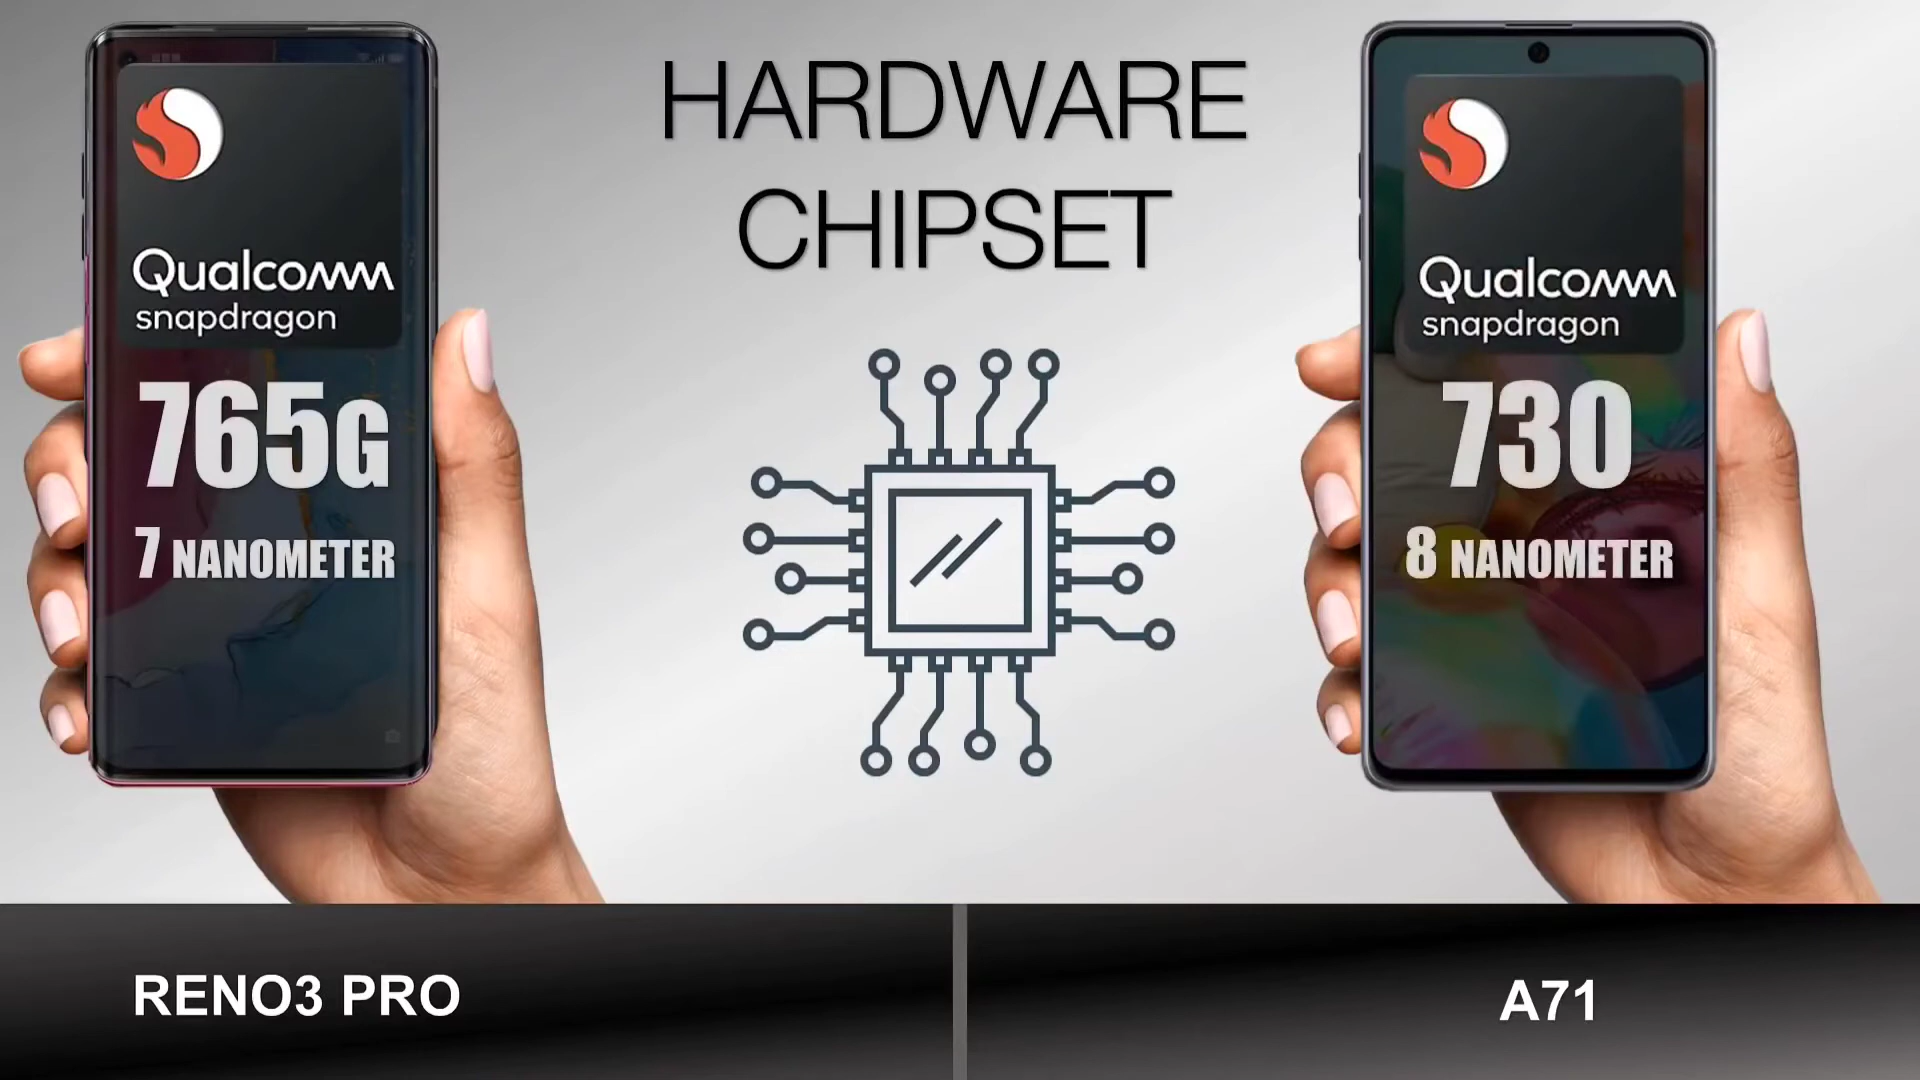 HARDWARE
CHIPSET
Qualcomm
snapdragon
765G
7 NANOMETER
Qualcomm
snapdragon
730
8 NANOMETER
RENO3 PRO
A71